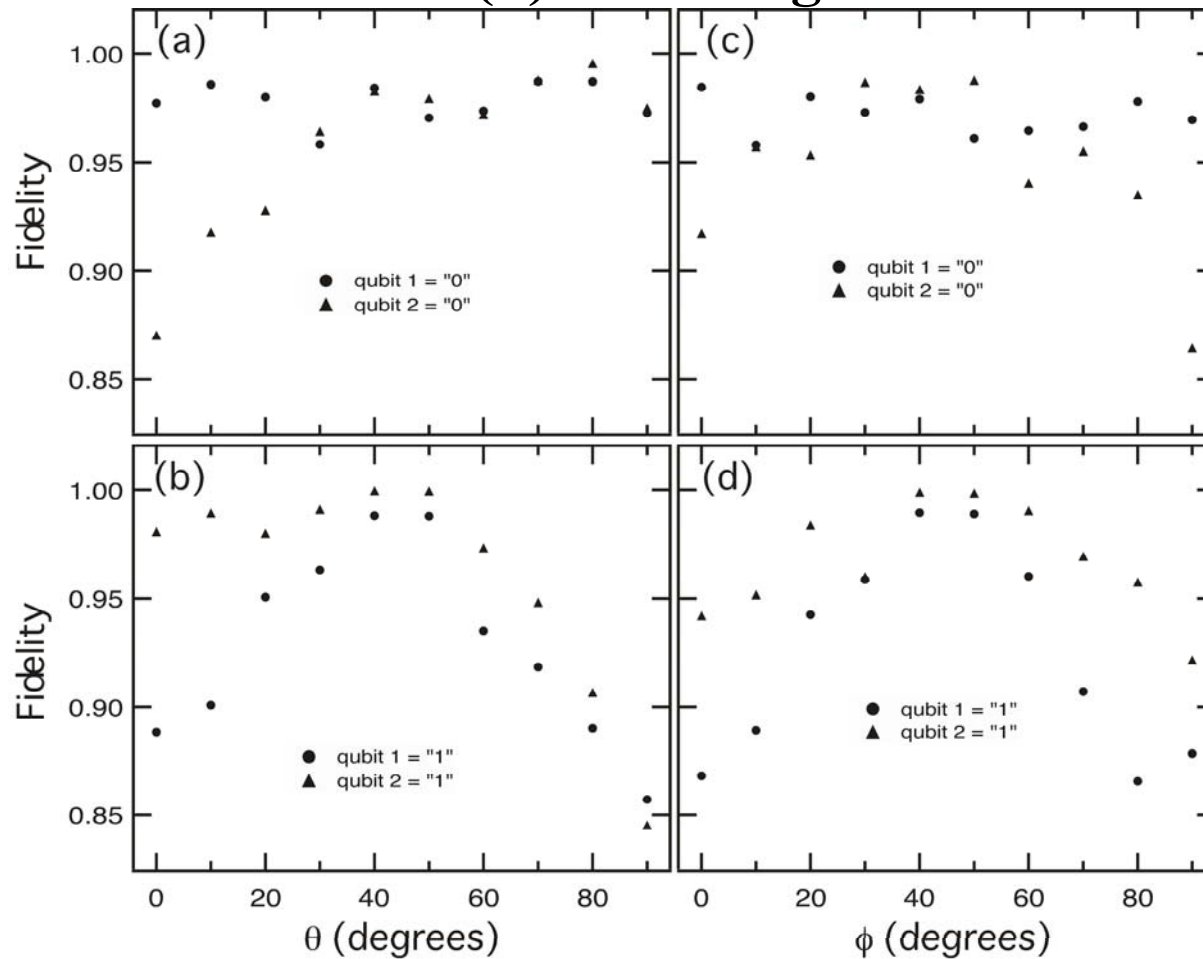 (a)
(c)
1.00
0.95
0.90
0.85
Fidelity
qubit 1 = "0"
qubit 2 = "0"
qubit 1 = "0"
qubit 2 = "0"
(b)
(d)
1.00
0.95
0.90
0.85
Fidelity
qubit 1 = "1"
qubit 2 = "1"
qubit 1 = "1"
qubit 2 = "1"
0 20 40 60 80
0 20 40 60 80
θ (degrees)
ϕ (degrees)